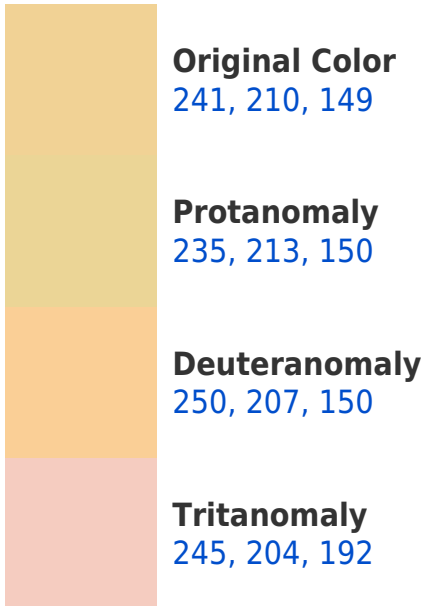 Original Color
241, 210, 149
Protanomaly
235, 213, 150
Deuteranomaly
250, 207, 150
Tritanomaly
245, 204, 192